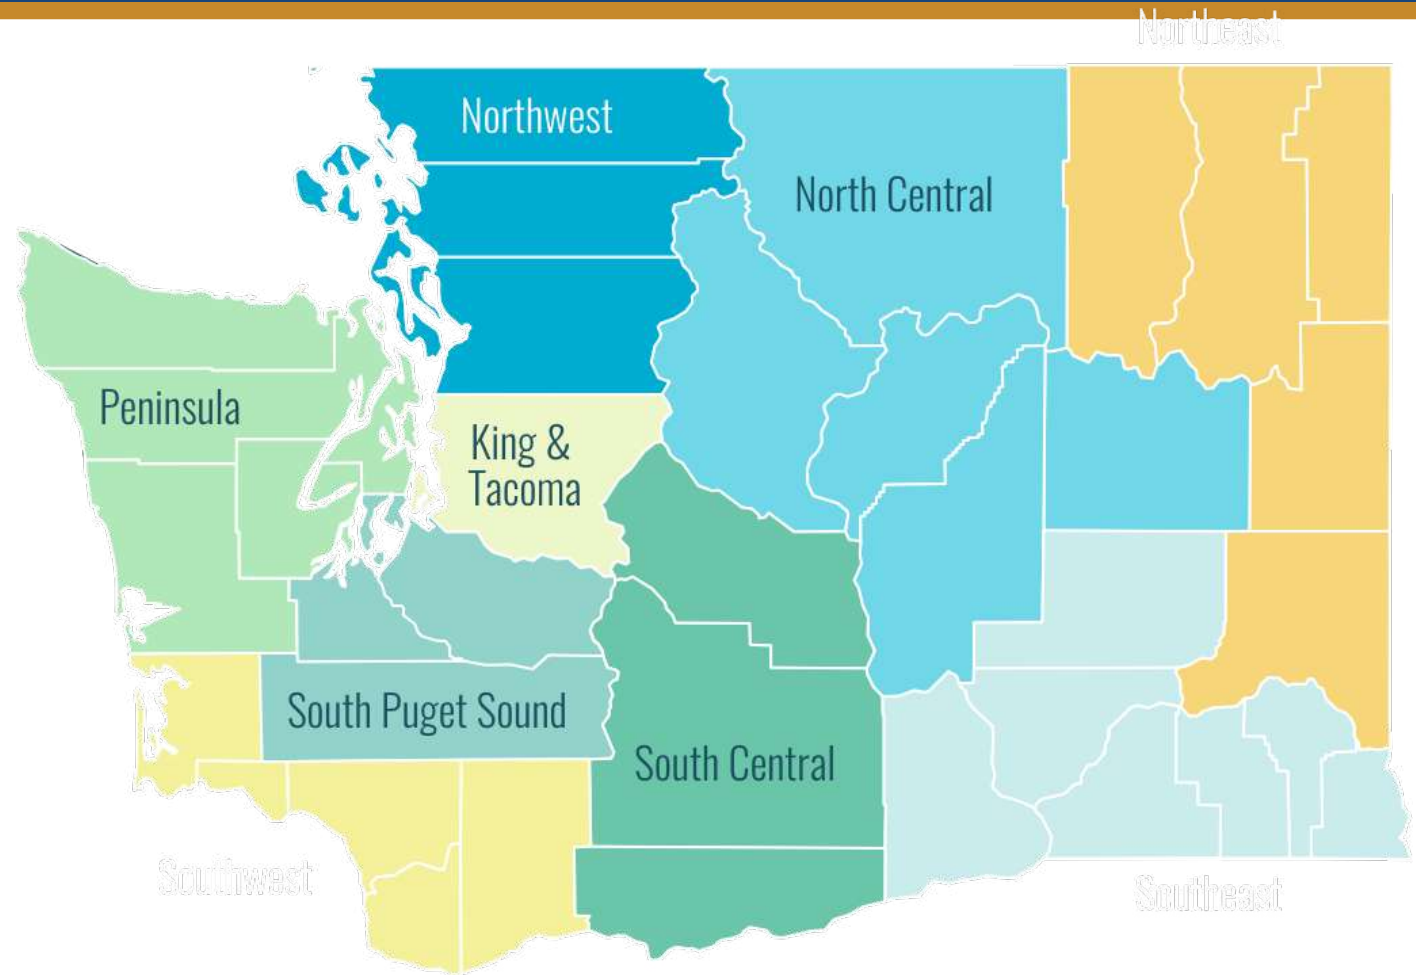 Northeast
Northwest
North Central
Peninsula
King &
Tacoma
South Puget Sound
South Central
Southwest
Southeast